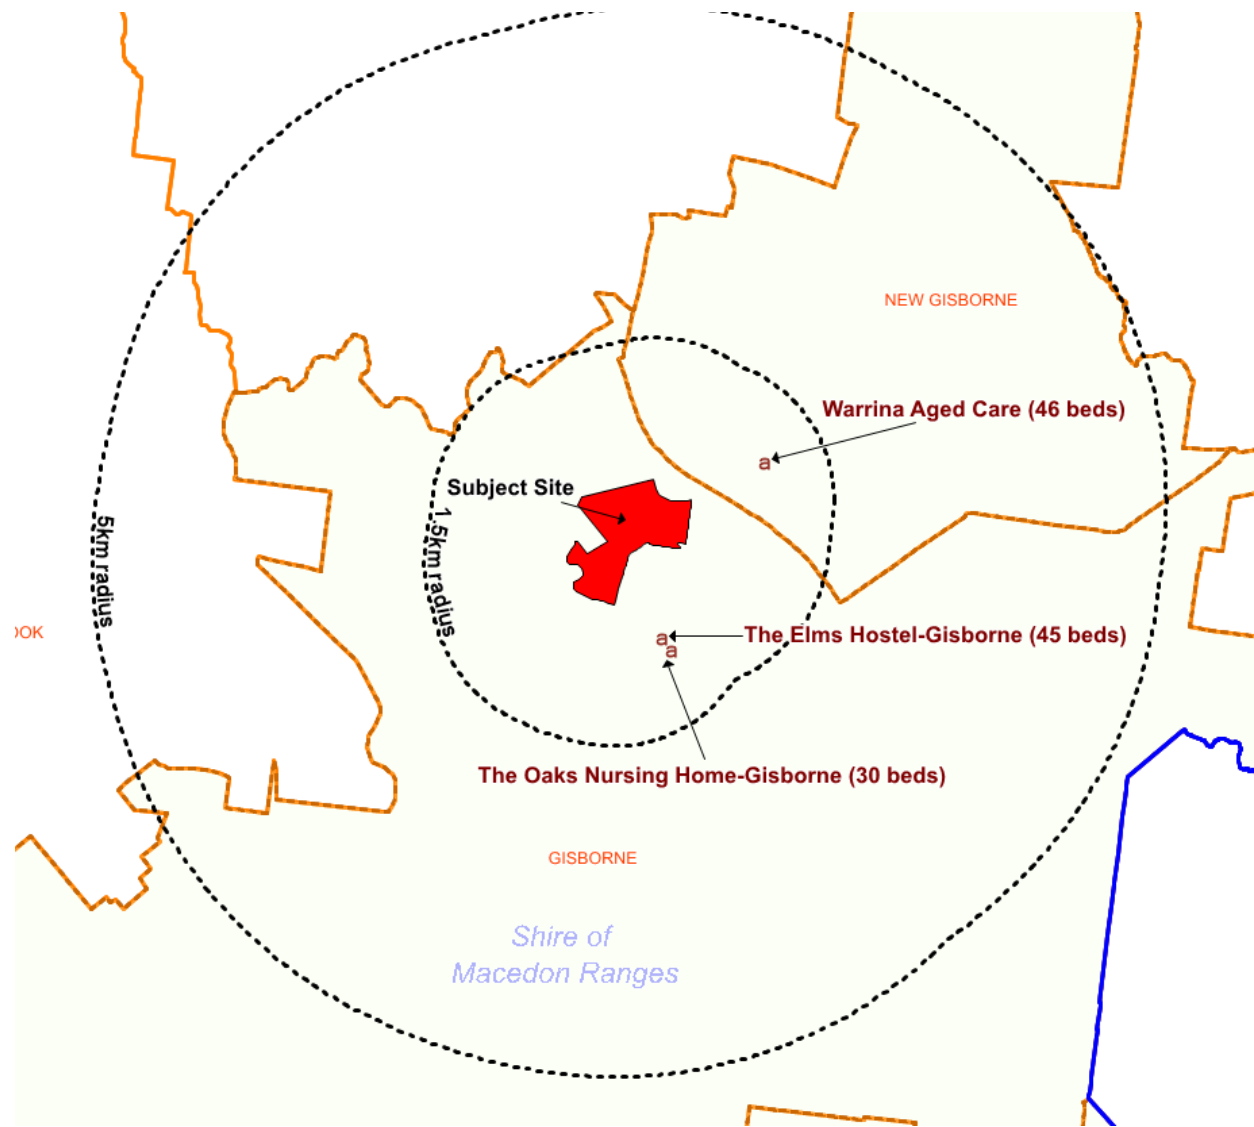 NEW GISBORNE
Warrina Aged Care (46 beds)
a
Subject Site
5km radius
1.5km radius
OOK
The Elms Hostel-Gisborne (45 beds)
a
a
The Oaks Nursing Home-Gisborne (30 beds)
GISBORNE
Shire of
Macedon Ranges